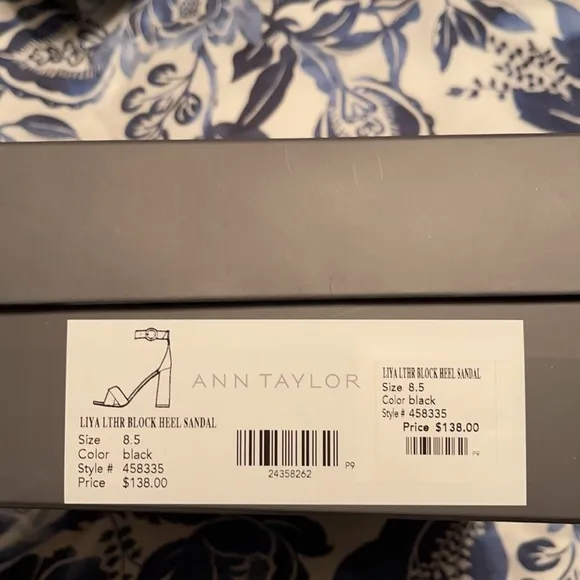 ANN TAYLOR
LIYA LTHR BLOCK HEEL SANDAL
Size 8.5
Color black
Style # 458335
Price $138.00
24358262
P9
LIYA LTHR BLOCK HEEL SANDAL
Size 8.5
Color black
Style # 458335
Price $138.00
P9